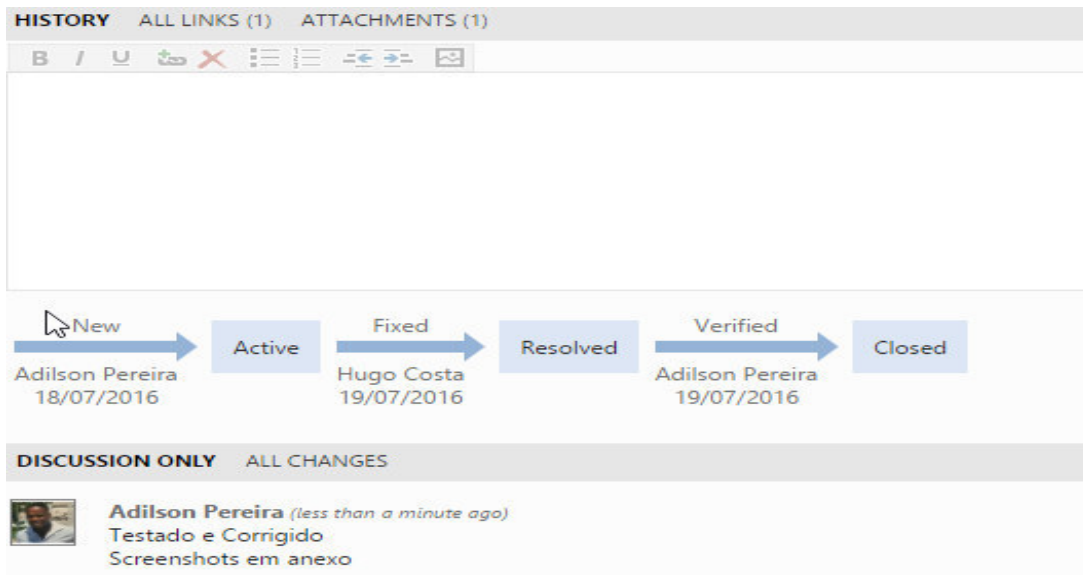 HISTORY ALL LINKS (1) ATTACHMENTS (1)
B I U
New Fixed Verified
Active Resolved Closed
Adilson Pereira Hugo Costa Adilson Pereira
18/07/2016 19/07/2016 19/07/2016
DISCUSSION ONLY ALL CHANGES
Adilson Pereira (less than a minute ago)
Testado e Corrigido
Screenshots em anexo